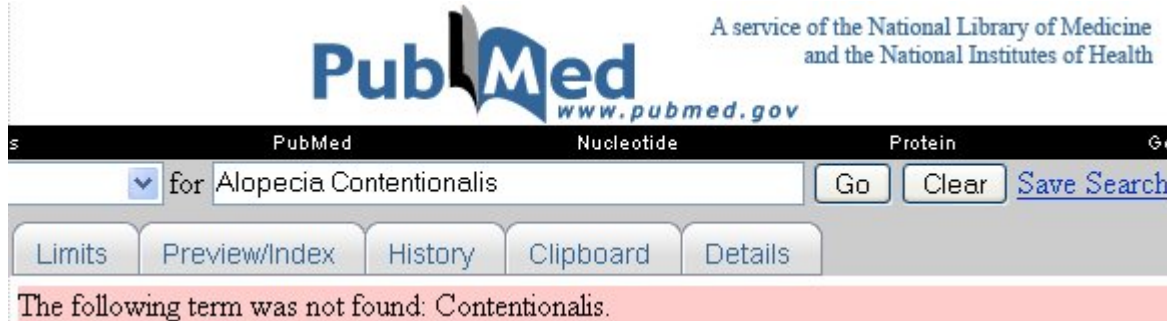 PubMed
A service of the National Library of Medicine
and the National Institutes of Health
www.pubmed.gov
s PubMed Nucleotide Protein Ge
for Alopecia Contentionalis Go Clear Save Search
Limits Preview/Index History Clipboard Details
The following term was not found: Contentionalis.